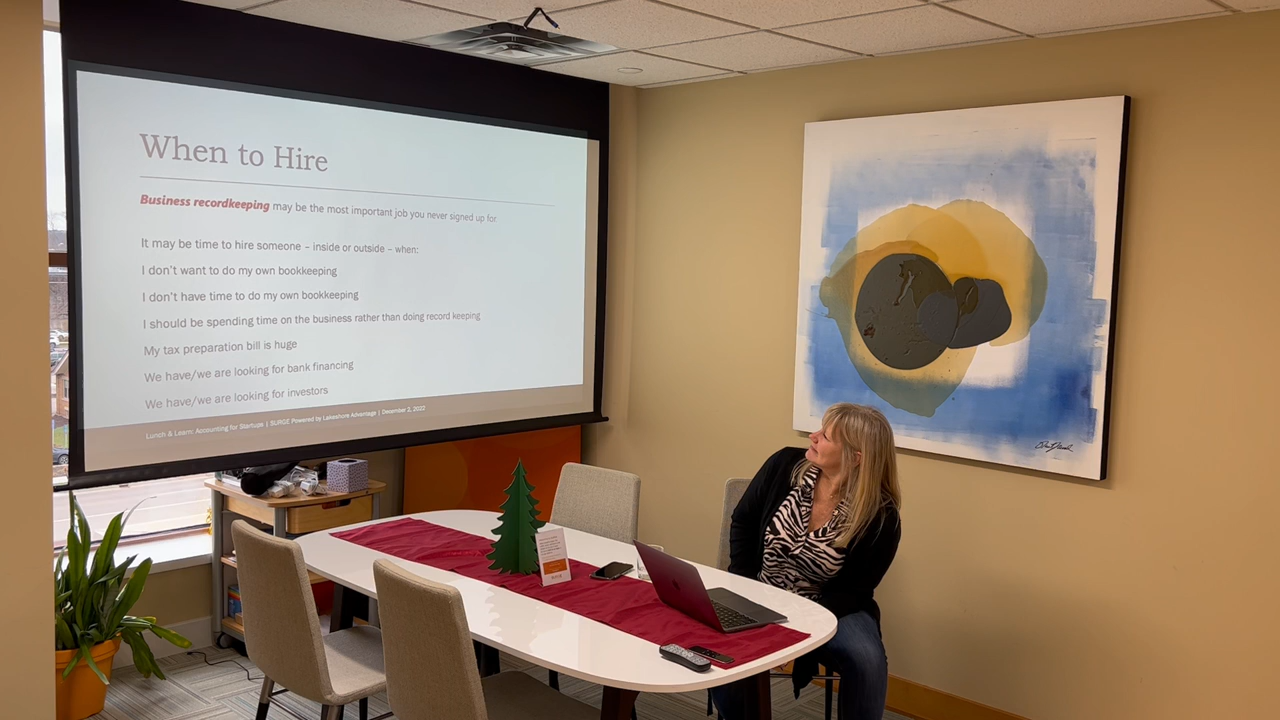 When to Hire
Business recordkeeping may be the most important job you never signed up for.
It may be time to hire someone – inside or outside – when:
I don't want to do my own bookkeeping
I don't have time to do my own bookkeeping
I should be spending time on the business rather than doing record keeping
My tax preparation bill is huge
We have/we are looking for bank financing
We have/we are looking for investors
Lunch & Learn: Accounting for Startups | SURGE Powered by Lakeshore Advantage | December 2, 2022